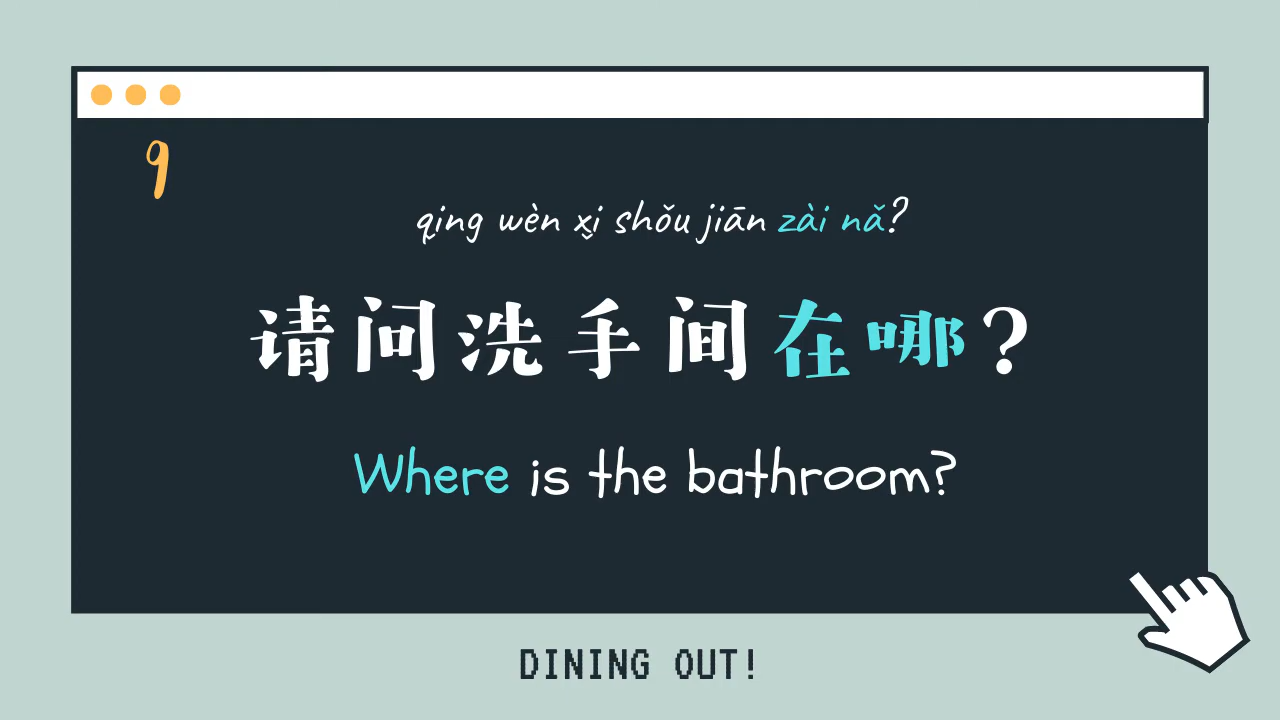 9
qing wèn xi shǒu jiān zài nǎ?
请问洗手间在哪?
Where is the bathroom?
DINING OUT!